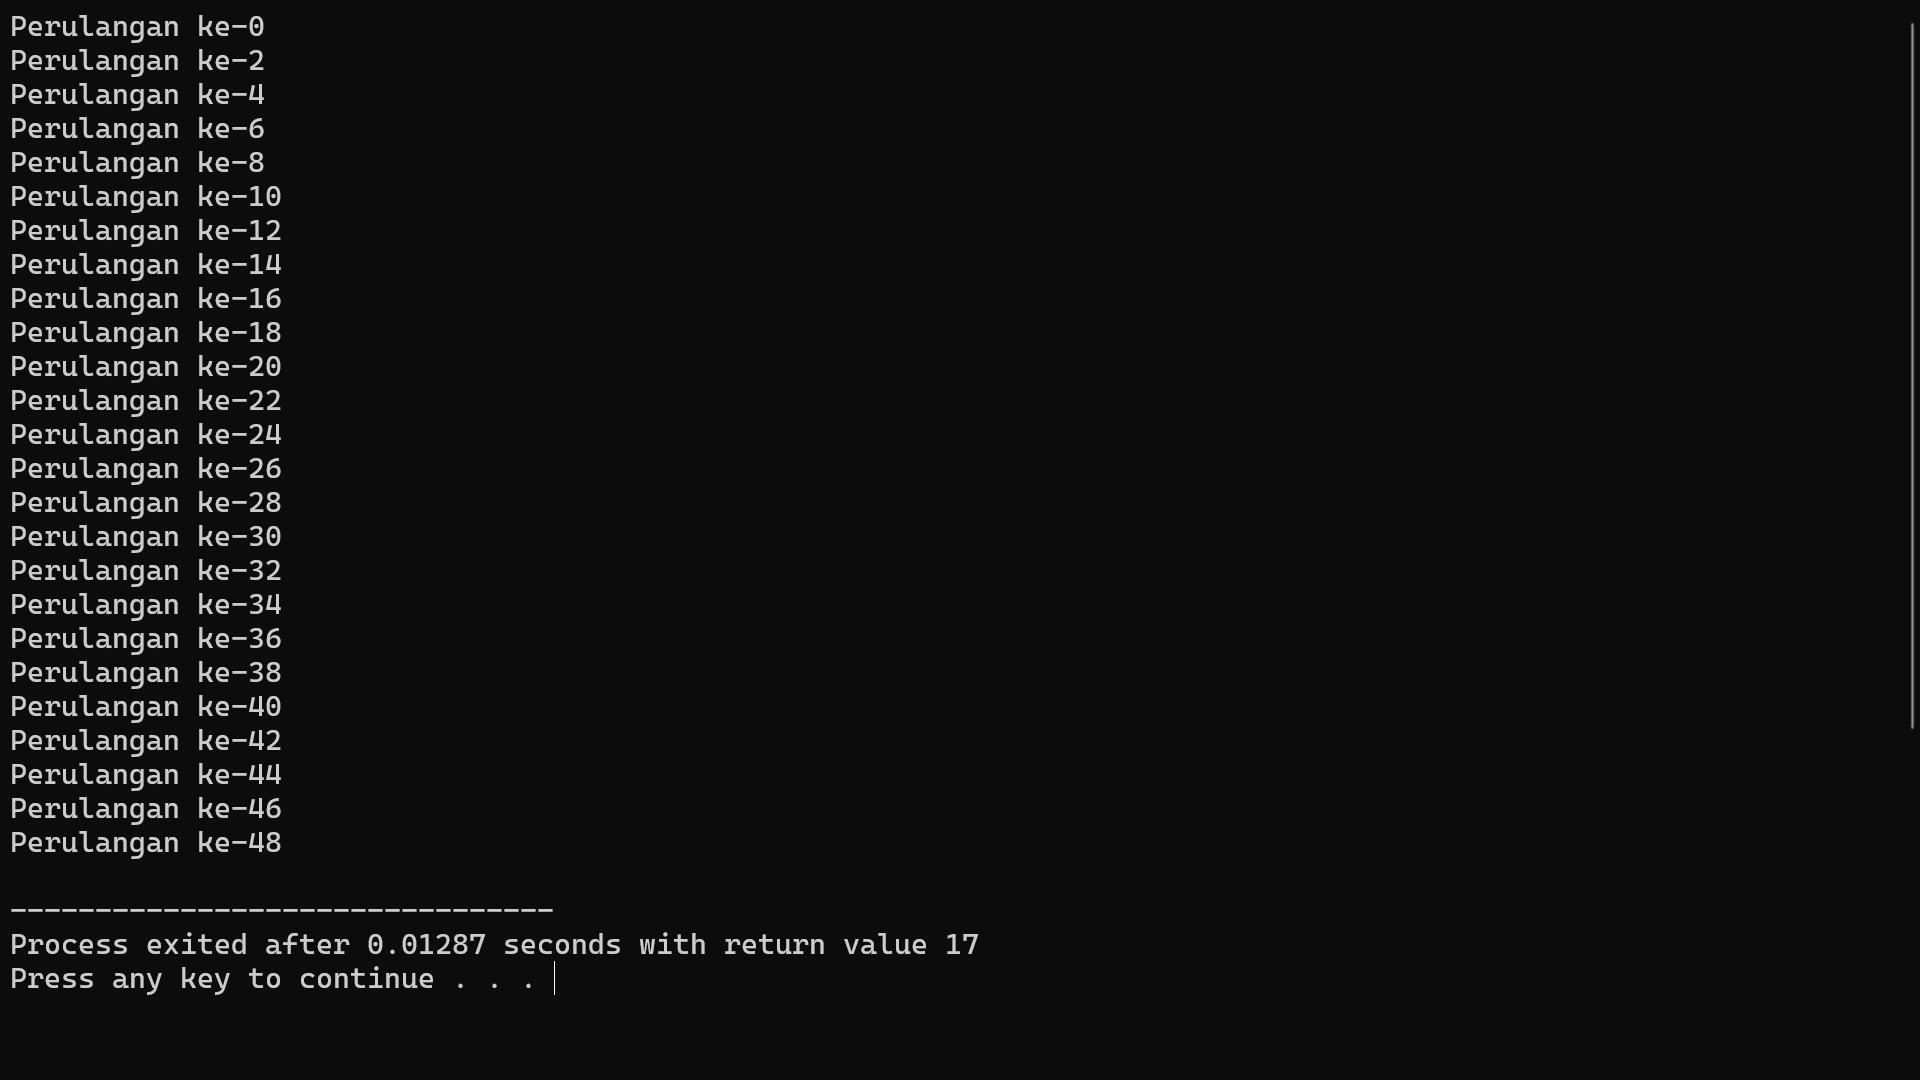 Perulangan ke-0
Perulangan ke-2
Perulangan ke-4
Perulangan ke-6
Perulangan ke-8
Perulangan ke-10
Perulangan ke-12
Perulangan ke-14
Perulangan ke-16
Perulangan ke-18
Perulangan ke-20
Perulangan ke-22
Perulangan ke-24
Perulangan ke-26
Perulangan ke-28
Perulangan ke-30
Perulangan ke-32
Perulangan ke-34
Perulangan ke-36
Perulangan ke-38
Perulangan ke-40
Perulangan ke-42
Perulangan ke-44
Perulangan ke-46
Perulangan ke-48
--------------------------------
Process exited after 0.01287 seconds with return value 17
Press any key to continue . . .